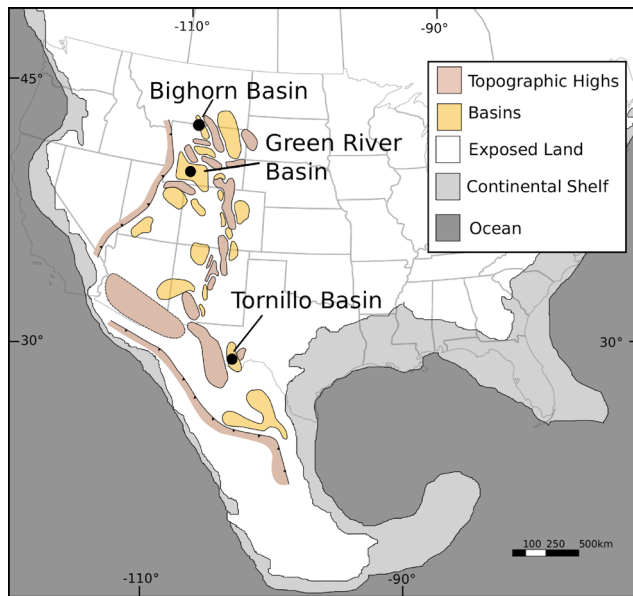 -110°
-90°
45°
Bighorn Basin
Green River
Basin
Topographic Highs
Basins
Exposed Land
Continental Shelf
Ocean
Tornillo Basin
30°
30°
100 250 500km
-110°
-90°